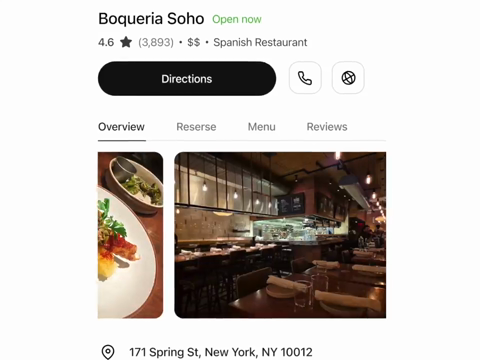 Boqueria Soho Open now
4.6 ★ (3,893) • $$ • Spanish Restaurant
Directions
Overview Reserse Menu Reviews
171 Spring St, New York, NY 10012